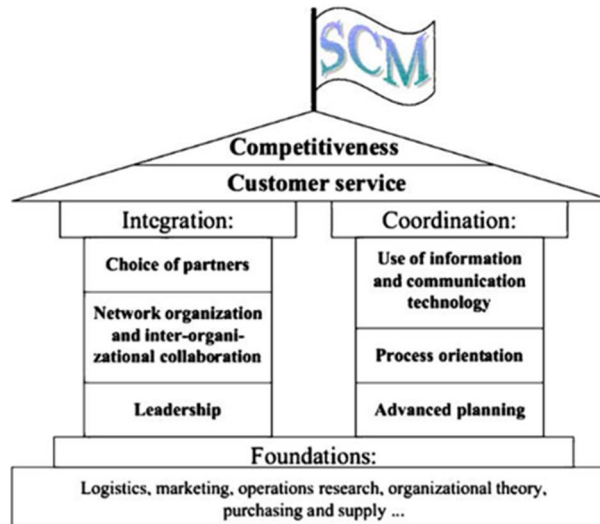 SCM
Competitiveness
Customer service
Integration:
Choice of partners
Network organization
and inter-organi-
zational collaboration
Leadership
Coordination:
Use of information
and communication
technology
Process orientation
Advanced planning
Foundations:
Logistics, marketing, operations research, organizational theory,
purchasing and supply ...